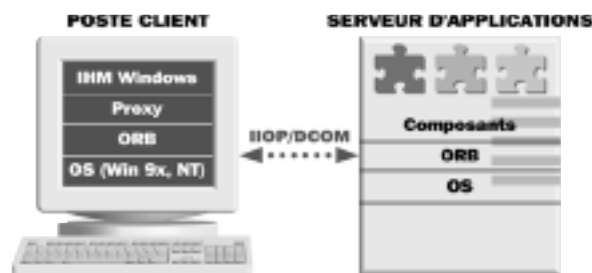 POSTE CLIENT
IHM Windows
Proxy
ORB
OS (Win 9x, NT)
IIOP/DCOM
SERVEUR D'APPLICATIONS
Composants
ORB
OS